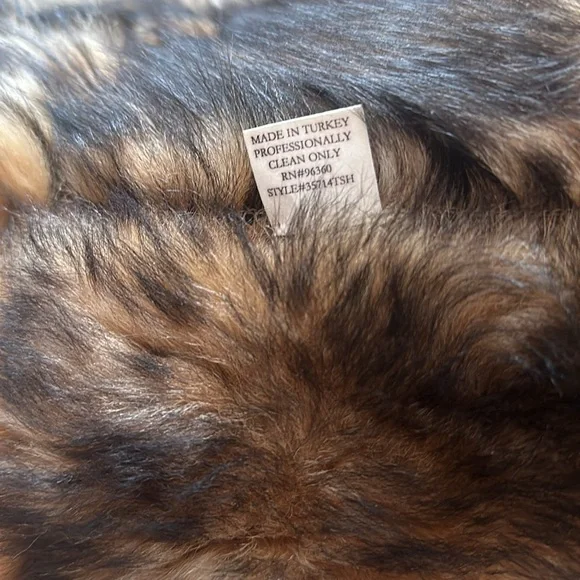 MADE IN TURKEY
PROFESSIONALLY
CLEAN ONLY
RN#96360
STYLE#35714TSH